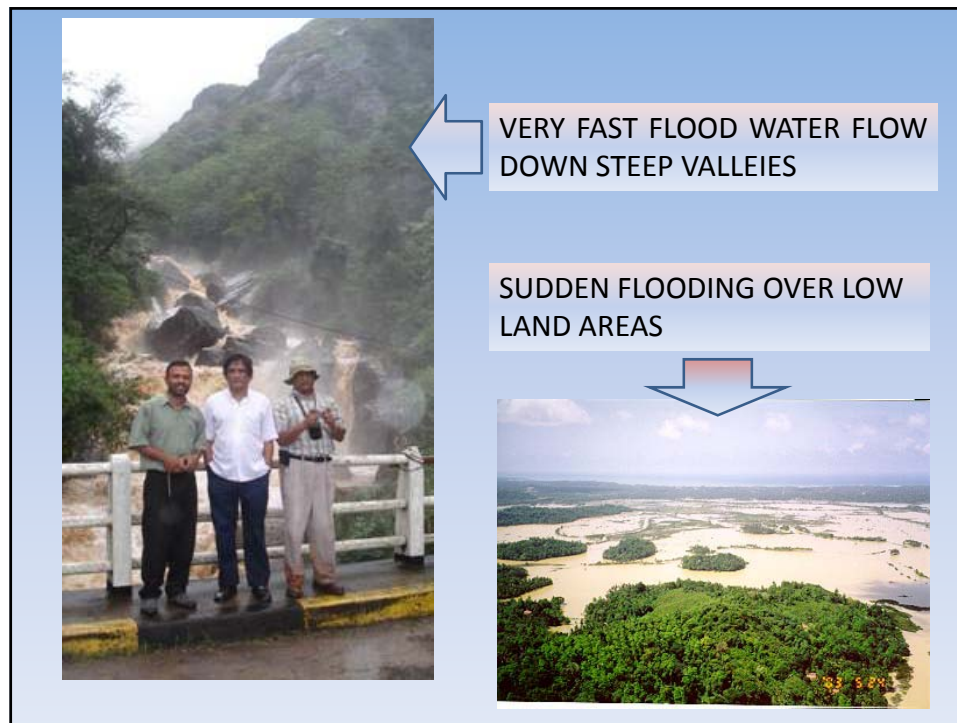 VERY FAST FLOOD WATER FLOW
DOWN STEEP VALLEIES
SUDDEN FLOODING OVER LOW
LAND AREAS
'03 5.24